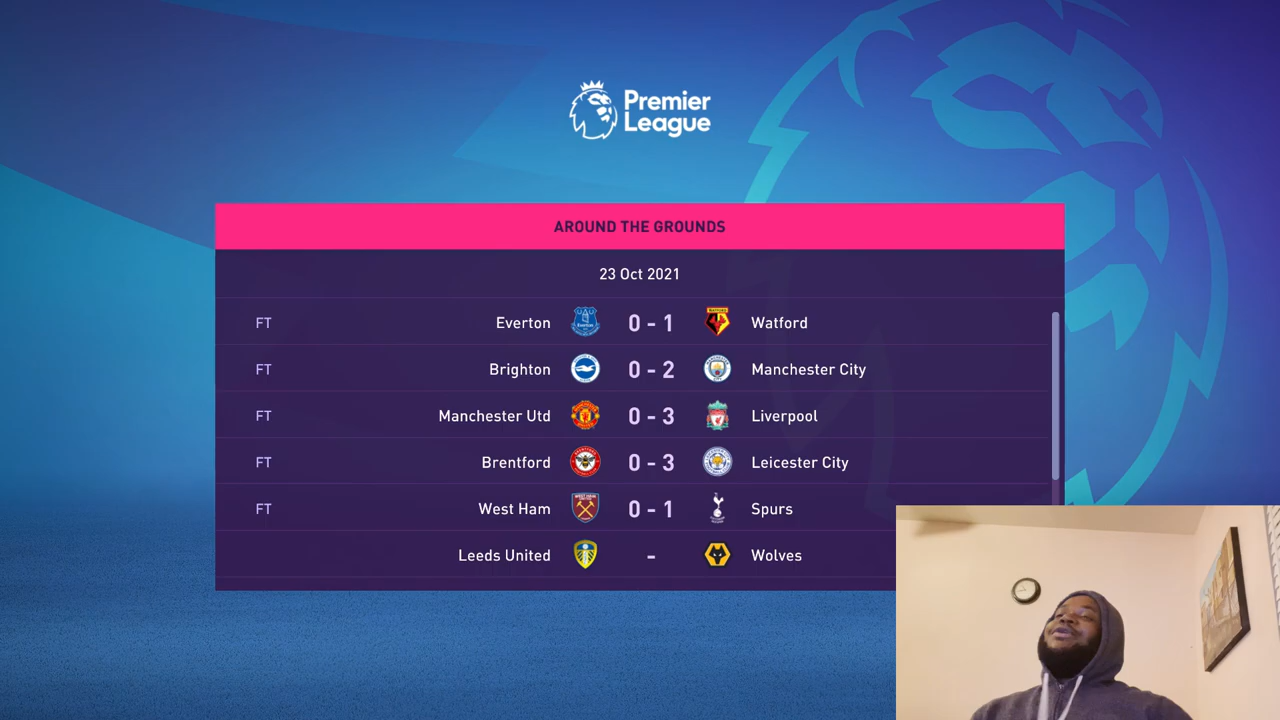 Premier
League
AROUND THE GROUNDS
23 Oct 2021
FT Everton 0 - 1 Watford
FT Brighton 0 - 2 Manchester City
FT Manchester Utd 0 - 3 Liverpool
FT Brentford 0 - 3 Leicester City
FT West Ham 0 - 1 Spurs
Leeds United - Wolves